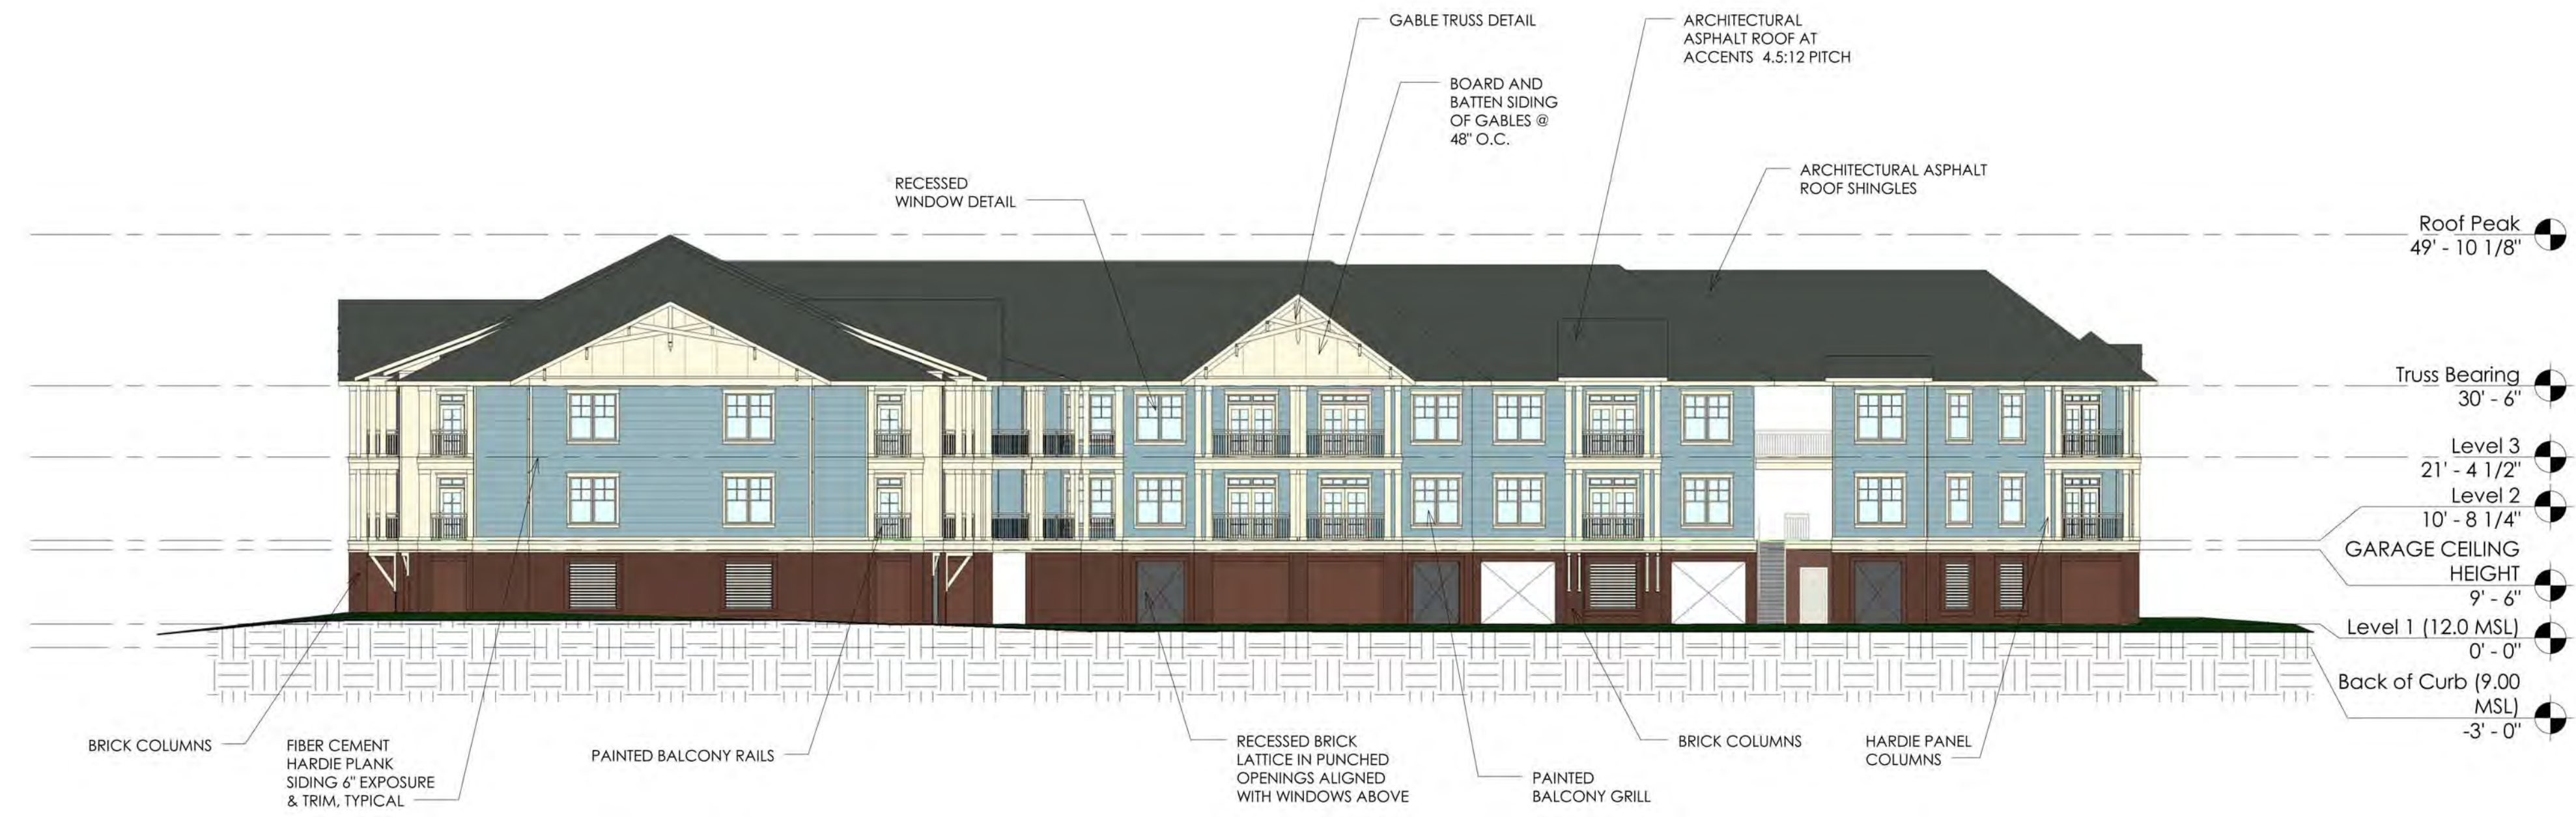 GABLE TRUSS DETAIL
ARCHITECTURAL
ASPHALT ROOF AT
ACCENTS 4.5:12 PITCH
BOARD AND
BATTEN SIDING
OF GABLES @
48" O.C.
RECESSED
WINDOW DETAIL
ARCHITECTURAL ASPHALT
ROOF SHINGLES
Roof Peak
49' - 10 1/8"
Truss Bearing
30' - 6"
Level 3
21' - 4 1/2"
Level 2
10' - 8 1/4"
GARAGE CEILING
HEIGHT
9' - 6"
Level 1 (12.0 MSL)
0' - 0"
Back of Curb (9.00
MSL)
-3' - 0"
BRICK COLUMNS
FIBER CEMENT
HARDIE PLANK
SIDING 6" EXPOSURE
& TRIM, TYPICAL
PAINTED BALCONY RAILS
RECESSED BRICK
LATTICE IN PUNCHED
OPENINGS ALIGNED
WITH WINDOWS ABOVE
PAINTED
BALCONY GRILL
BRICK COLUMNS
HARDIE PANEL
COLUMNS